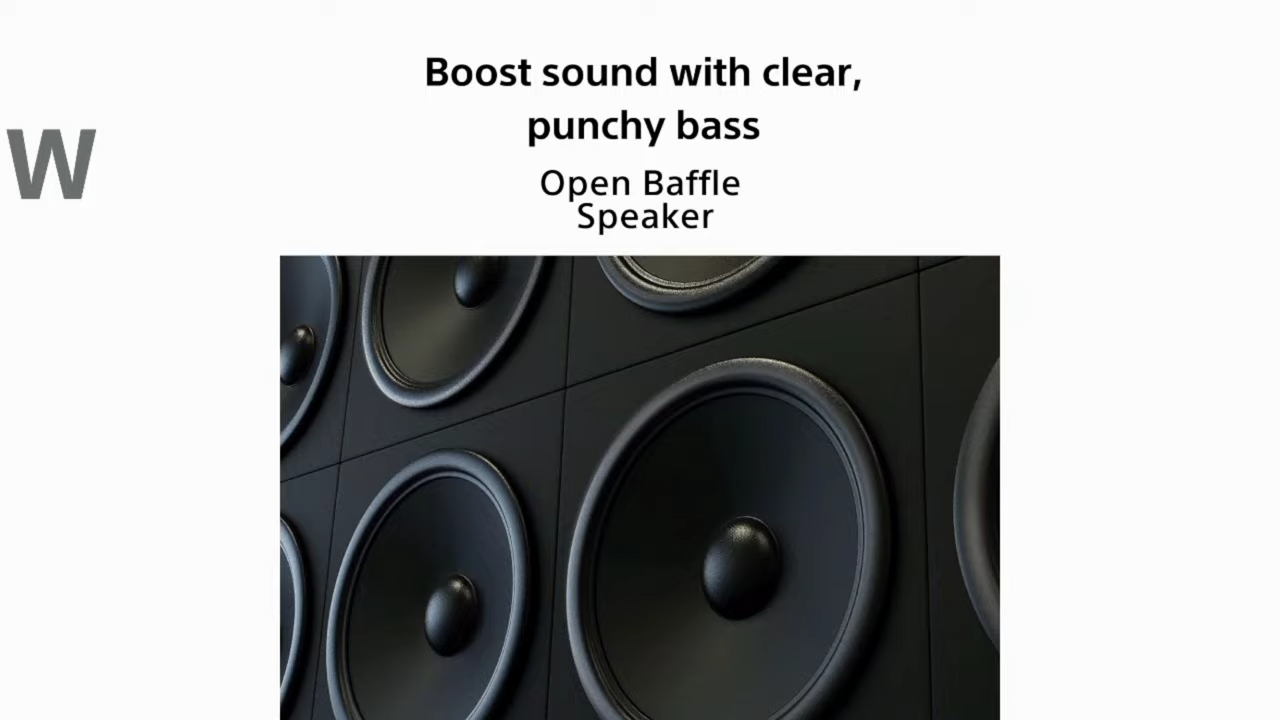 Boost sound with clear,
punchy bass
W
Open Baffle
Speaker